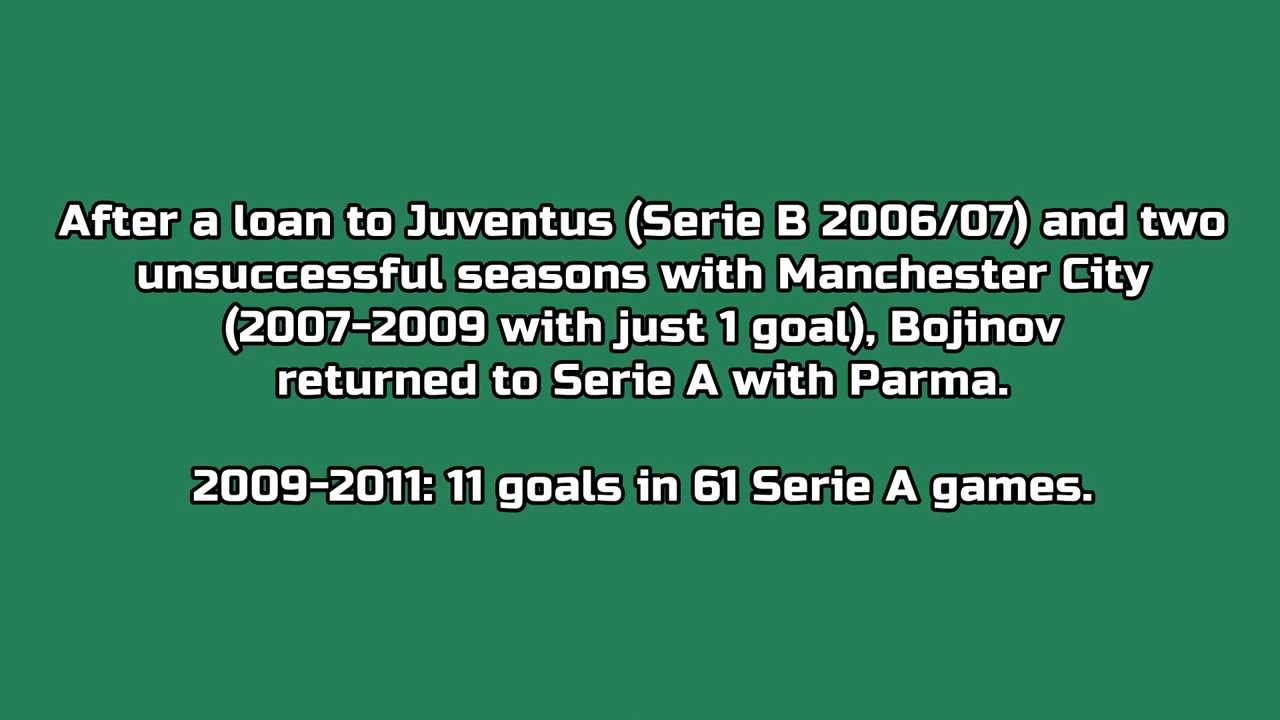 After a loan to Juventus (Serie B 2006/07) and two
unsuccessful seasons with Manchester City
(2007-2009 with just 1 goal), Bojinov
returned to Serie A with Parma.
2009-2011: 11 goals in 61 Serie A games.